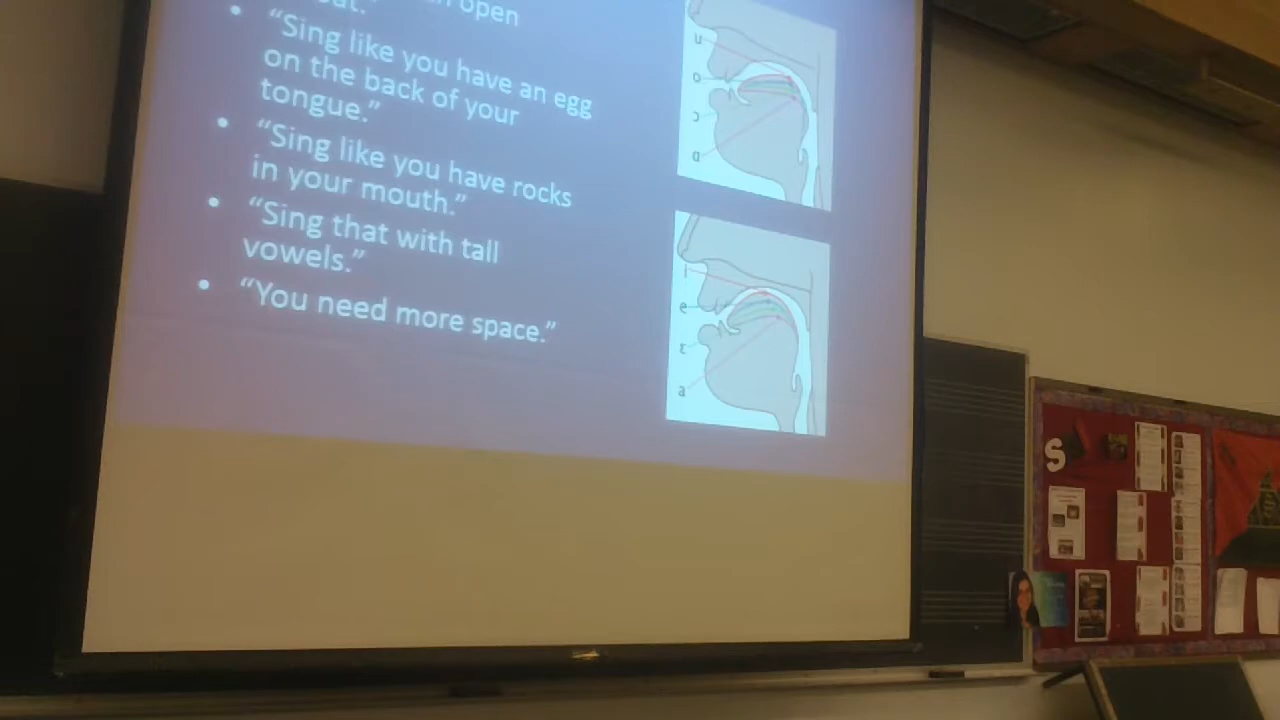 open
“Sing like you have an egg
on the back of your
tongue.”
“Sing like you have rocks
in your mouth.”
“Sing that with tall
vowels.”
“You need more space.”
u
o
ɔ
ɑ
i
e
ɛ
a
S